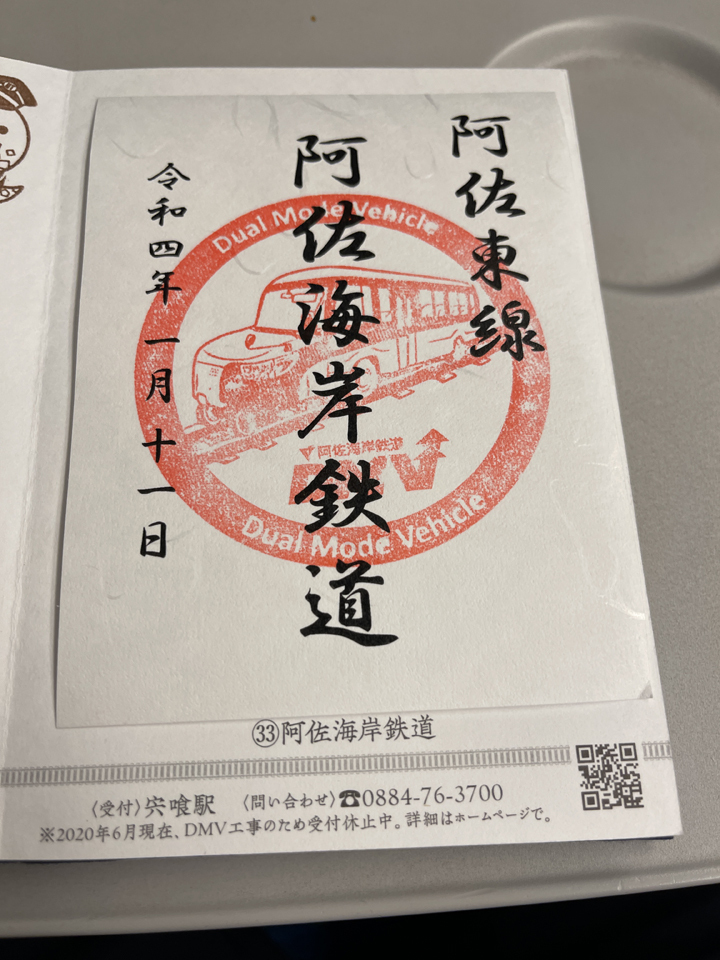 阿佐東線
阿佐海岸鉄道
令和四年一月十一日
Dual Mode Vehicle
阿佐海岸鉄道
DMV
Dual Mode Vehicle
㉝阿佐海岸鉄道
〈受付〉宍喰駅 〈問い合わせ〉☎0884-76-3700
※2020年6月現在、DMV工事のため受付休止中。詳細はホームページで。